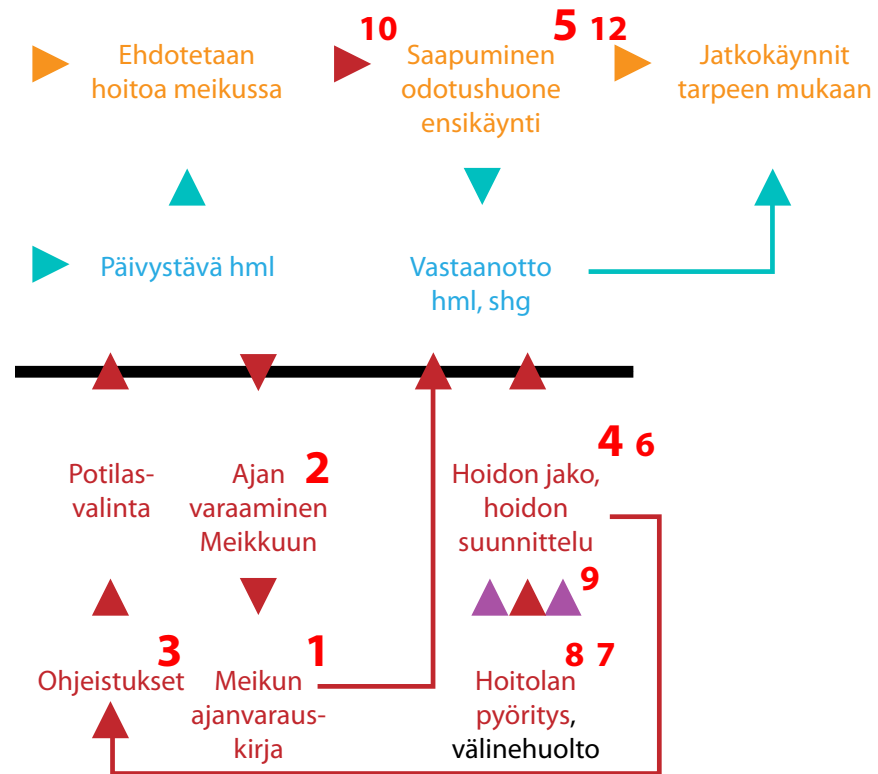 Ehdotetaan
hoitoa meikussa
10
Saapuminen
odotushuone
ensikäynti
5 12
Jatkokäynnit
tarpeen mukaan
Päivystävä hml
Vastaanotto
hml, shg
Potilas-
valinta
Ajan
varaaminen
Meikkuun
2
Hoidon jako,
hoidon
suunnittelu
4 6
9
Ohjeistukset
3
Meikun
ajanvaraus-
kirja
1
Hoitolan
pyöritys,
välinehuolto
8 7